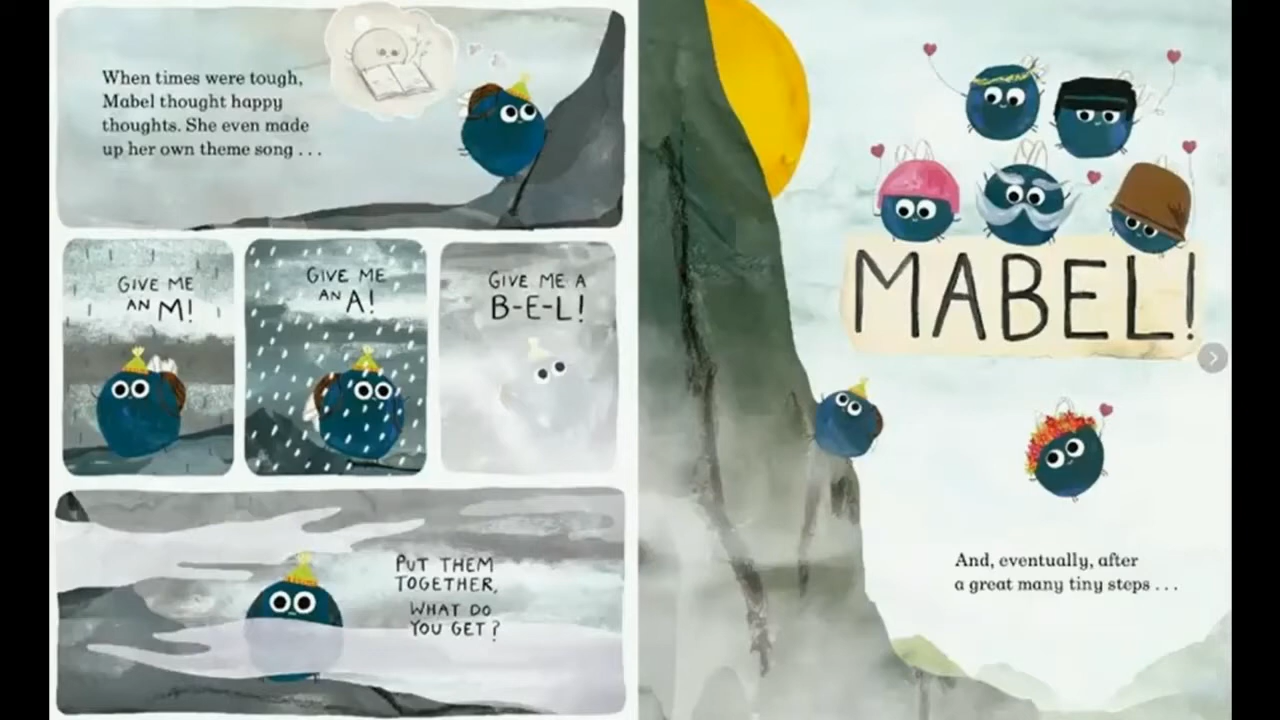 When times were tough,
Mabel thought happy
thoughts. She even made
up her own theme song . . .
GIVE ME
AN M!
GIVE ME
AN A!
GIVE ME A
B-E-L!
PUT THEM
TOGETHER,
WHAT DO
YOU GET?
MABEL!
And, eventually, after
a great many tiny steps . . .